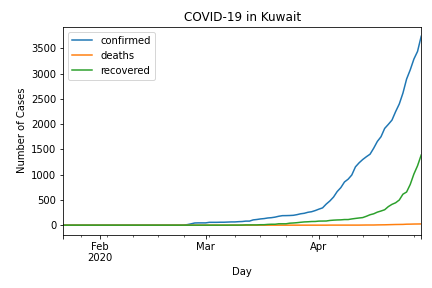 COVID-19 in Kuwait
confirmed
deaths
recovered
Number of Cases
3500
3000
2500
2000
1500
1000
500
0
Feb
2020
Mar
Apr
Day